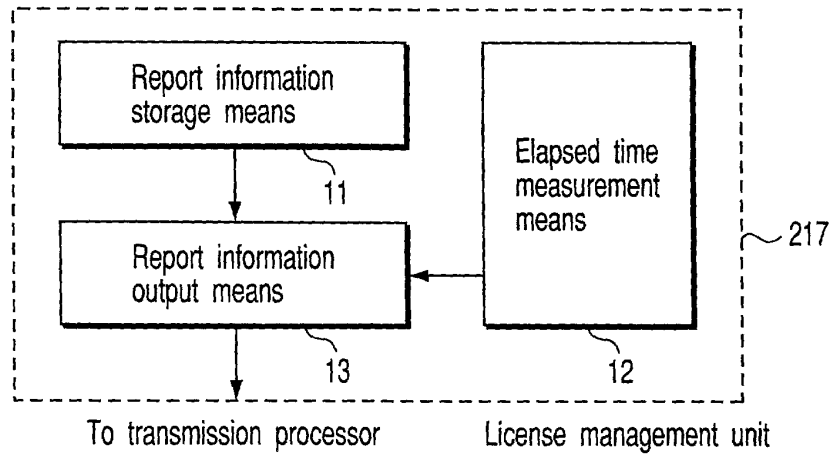 Report information
storage means
11
Elapsed time
measurement
means
217
Report information
output means
13
12
To transmission processor
License management unit